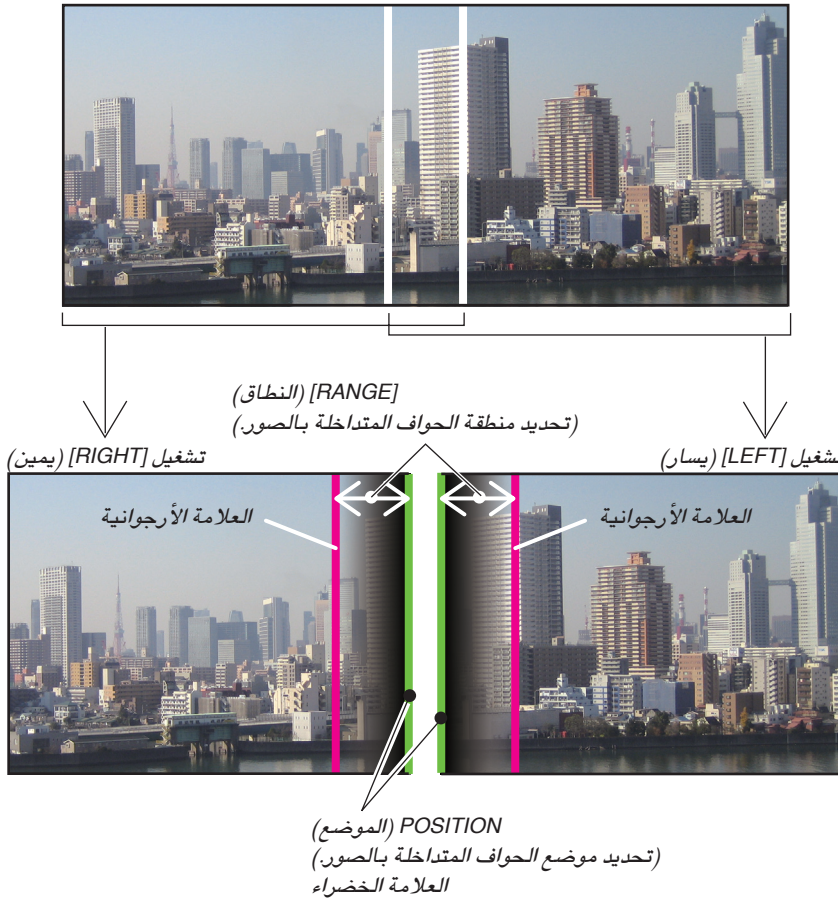 [RANGE] (النطاق)
(تحديد منطقة الحواف المتداخلة بالصور.)
تشغيل [RIGHT] (يمين)
شغيل [LEFT] (يسار)
العلامة الأرجوانية
العلامة الأرجوانية
POSITION (الموضع)
(تحديد موضع الحواف المتداخلة بالصور.)
العلامة الخضراء